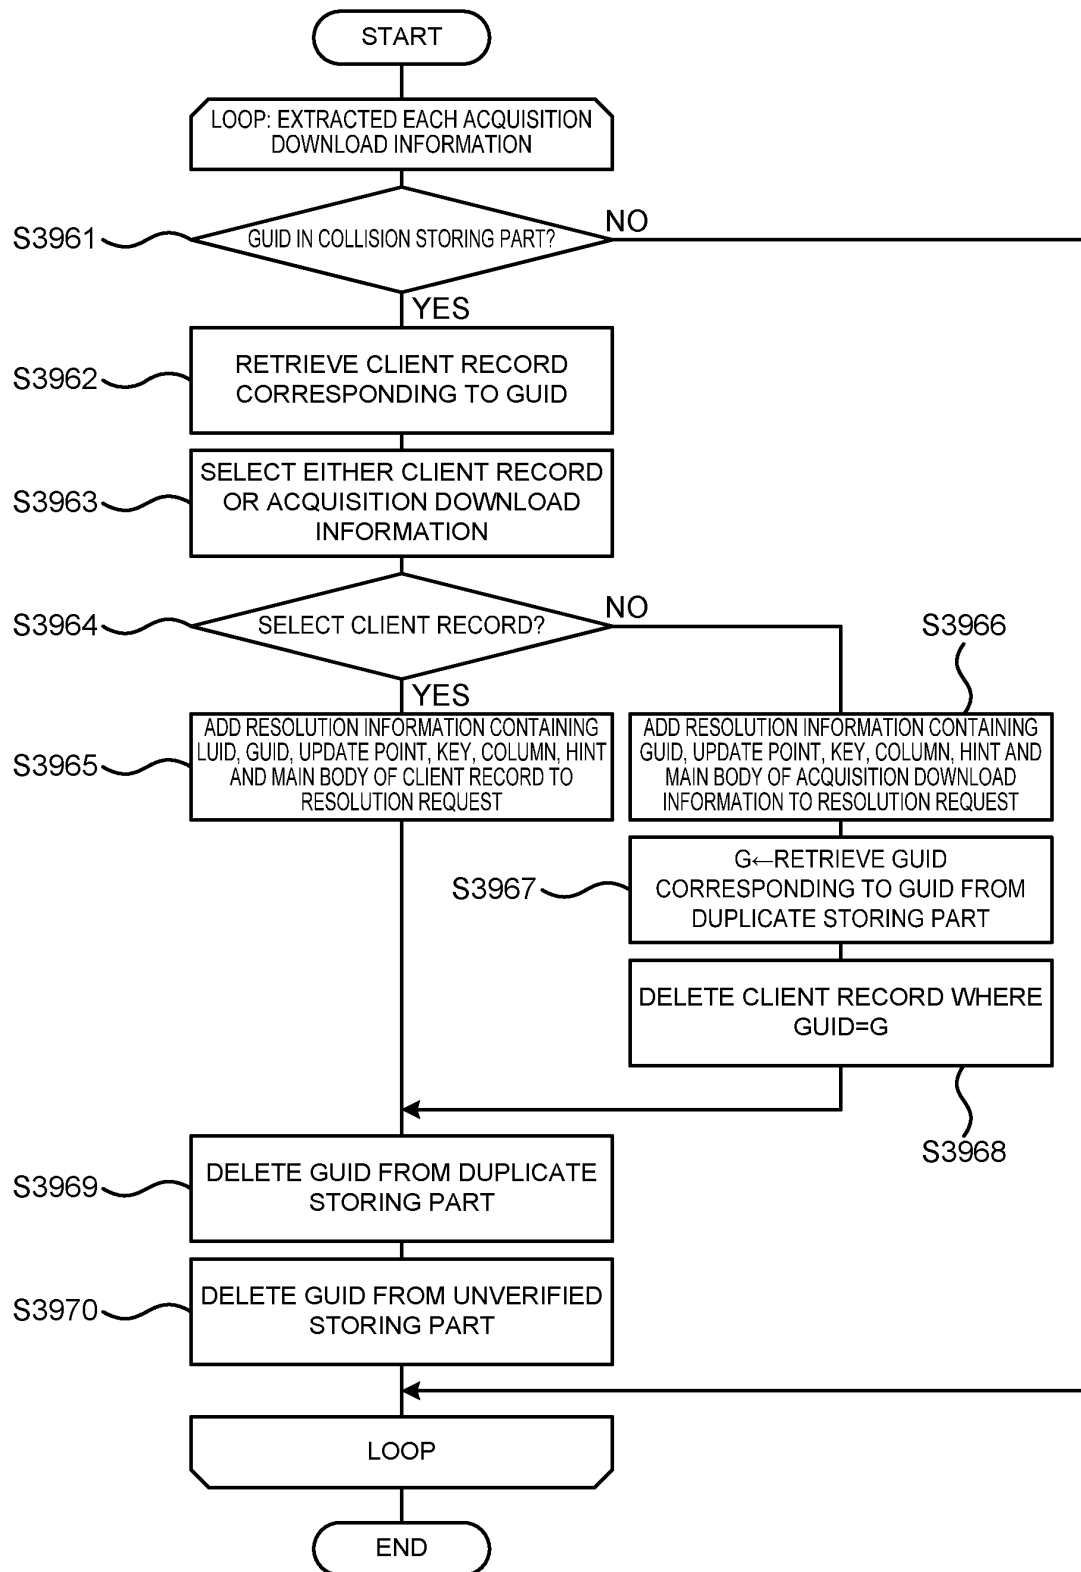 START
LOOP: EXTRACTED EACH ACQUISITION
DOWNLOAD INFORMATION
S3961
GUID IN COLLISION STORING PART?
NO
YES
S3962
RETRIEVE CLIENT RECORD
CORRESPONDING TO GUID
S3963
SELECT EITHER CLIENT RECORD
OR ACQUISITION DOWNLOAD
INFORMATION
S3964
SELECT CLIENT RECORD?
NO
YES
S3965
ADD RESOLUTION INFORMATION CONTAINING
LUID, GUID, UPDATE POINT, KEY, COLUMN, HINT
AND MAIN BODY OF CLIENT RECORD TO
RESOLUTION REQUEST
S3966
ADD RESOLUTION INFORMATION CONTAINING
GUID, UPDATE POINT, KEY, COLUMN, HINT AND
MAIN BODY OF ACQUISITION DOWNLOAD
INFORMATION TO RESOLUTION REQUEST
S3967
G←RETRIEVE GUID
CORRESPONDING TO GUID FROM
DUPLICATE STORING PART
DELETE CLIENT RECORD WHERE
GUID=G
S3968
S3969
DELETE GUID FROM DUPLICATE
STORING PART
S3970
DELETE GUID FROM UNVERIFIED
STORING PART
LOOP
END